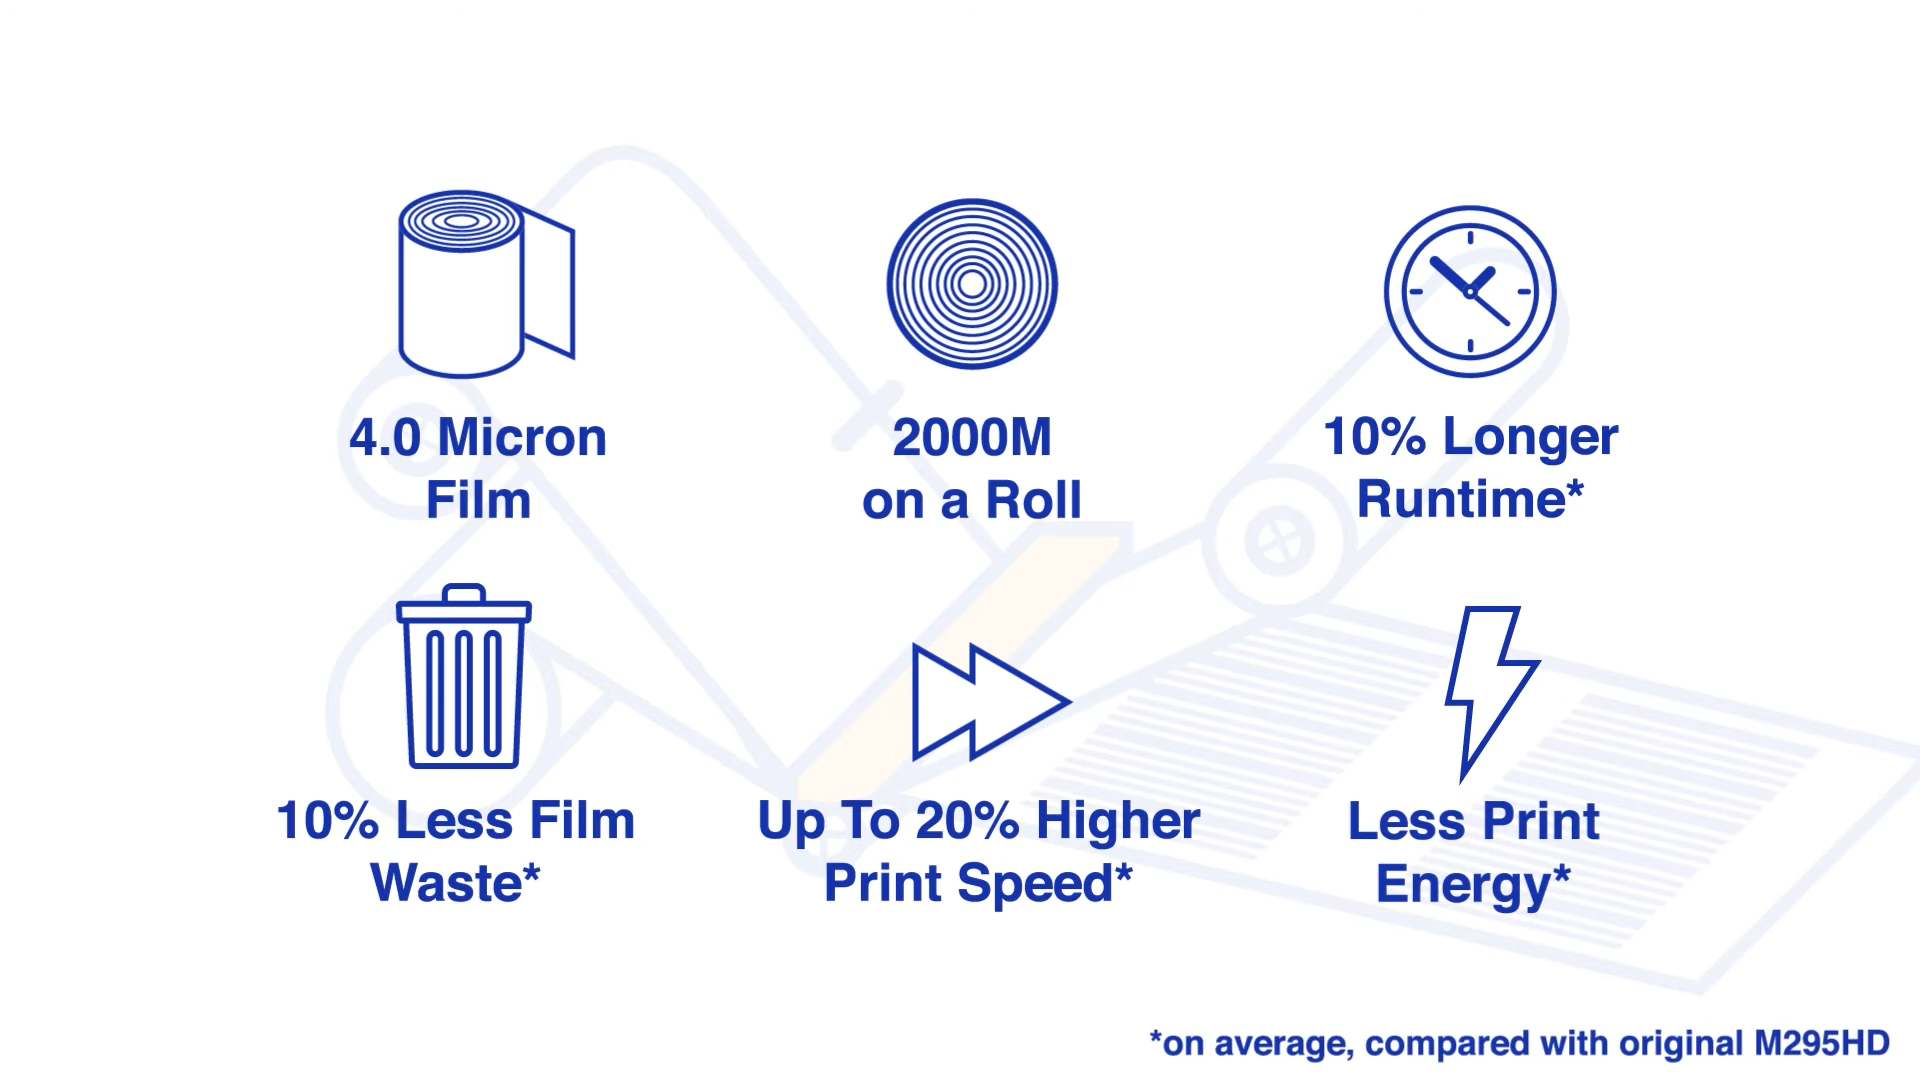 4.0 Micron
Film
2000M
on a Roll
10% Longer
Runtime*
10% Less Film
Waste*
Up To 20% Higher
Print Speed*
Less Print
Energy*
*on average, compared with original M295HD